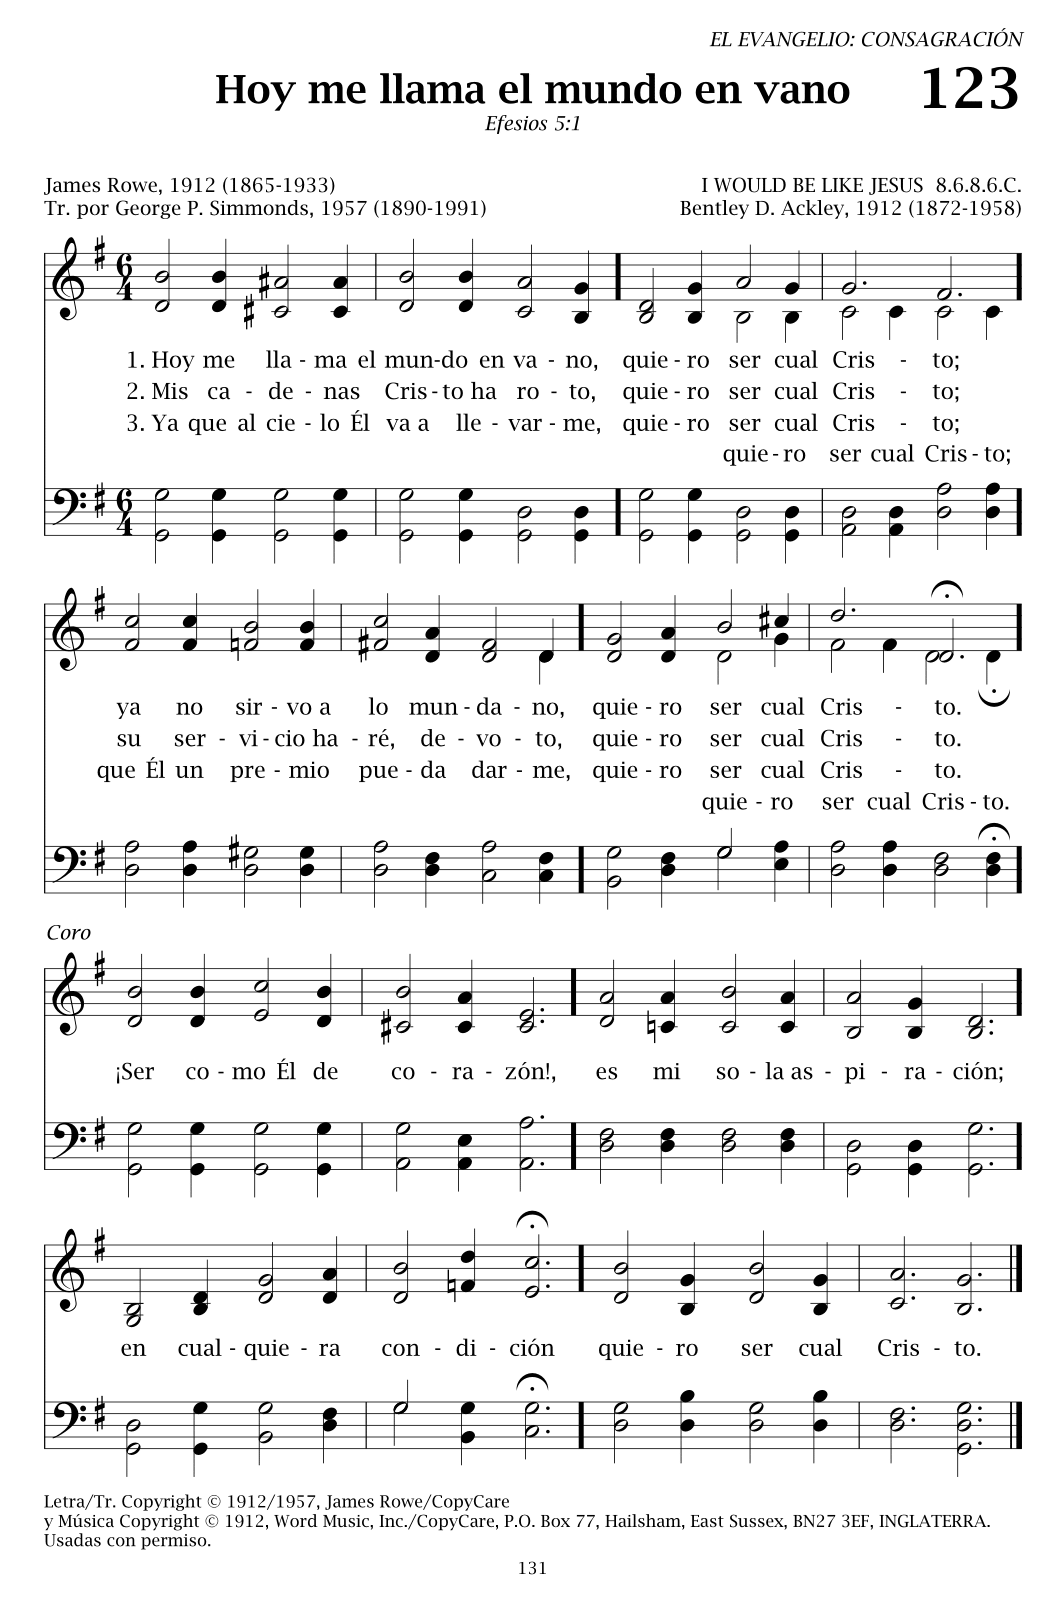 EL EVANGELIO: CONSAGRACIÓN
Hoy me llama el mundo en vano 123
Efesios 5:1
James Rowe, 1912 (1865-1933) I WOULD BE LIKE JESUS 8.6.8.6.C.
Tr. por George P. Simmonds, 1957 (1890-1991) Bentley D. Ackley, 1912 (1872-1958)
1. Hoy me lla - ma el mun-do en va - no, quie - ro ser cual Cris - to;
2. Mis ca - de - nas Cris - to ha ro - to, quie - ro ser cual Cris - to;
3. Ya que al cie - lo Él va a lle - var - me, quie - ro ser cual Cris - to;
quie - ro ser cual Cris - to;
ya no sir - vo a lo mun - da - no, quie - ro ser cual Cris - to.
su ser - vi - cio ha - ré, de - vo - to, quie - ro ser cual Cris - to.
que Él un pre - mio pue - da dar - me, quie - ro ser cual Cris - to.
quie - ro ser cual Cris - to.
Coro
¡Ser co - mo Él de co - ra - zón!, es mi so - la as - pi - ra - ción;
en cual - quie - ra con - di - ción quie - ro ser cual Cris - to.
Letra/Tr. Copyright © 1912/1957, James Rowe/CopyCare
y Música Copyright © 1912, Word Music, Inc./CopyCare, P.O. Box 77, Hailsham, East Sussex, BN27 3EF, INGLATERRA.
Usadas con permiso.
131